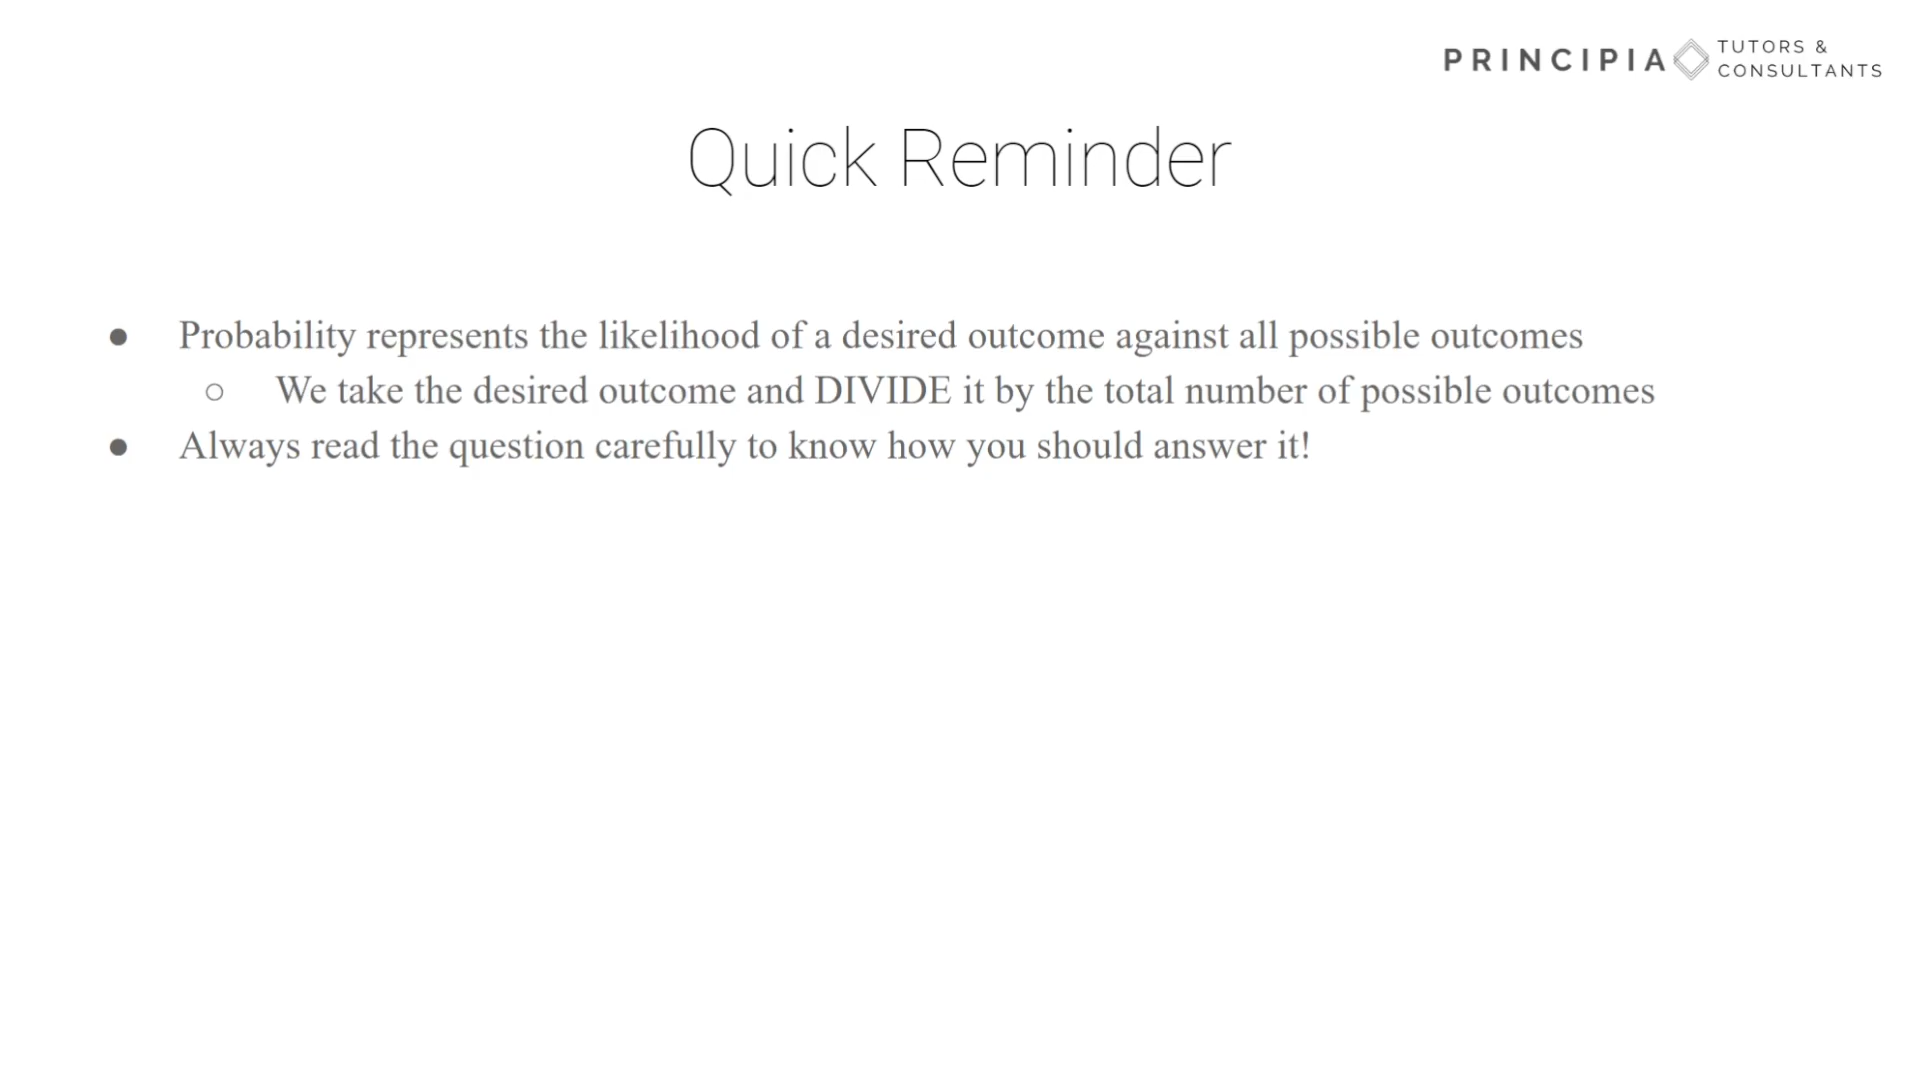 PRINCIPIA TUTORS &
CONSULTANTS
Quick Reminder
● Probability represents the likelihood of a desired outcome against all possible outcomes
○ We take the desired outcome and DIVIDE it by the total number of possible outcomes
● Always read the question carefully to know how you should answer it!